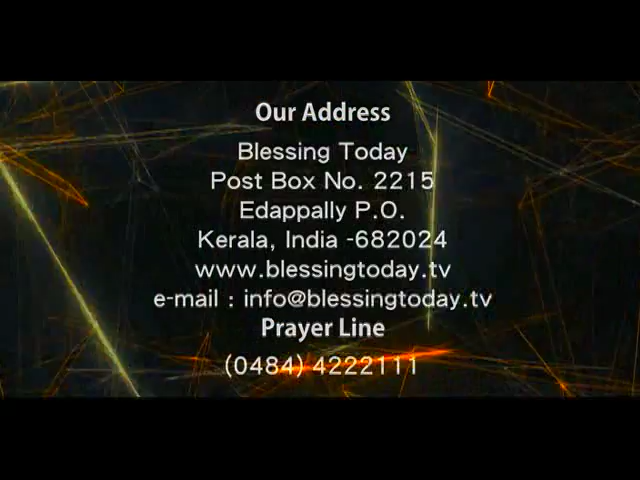 Our Address
Blessing Today
Post Box No. 2215
Edappally P.O.
Kerala, India -682024
www.blessingtoday.tv
e-mail : info@blessingtoday.tv
Prayer Line
(0484) 4222111